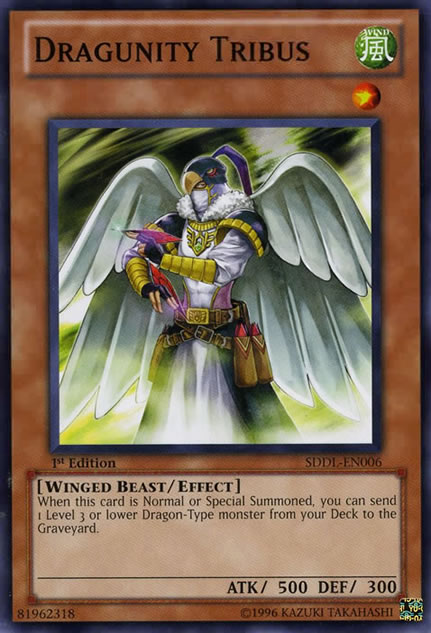 DRAGUNITY TRIBUS
WIND
風
1st Edition
SDDL-EN006
[WINGED BEAST/EFFECT]
When this card is Normal or Special Summoned, you can send
1 Level 3 or lower Dragon-Type monster from your Deck to the
Graveyard.
ATK/ 500 DEF/ 300
81962318
©1996 KAZUKI TAKAHASHI